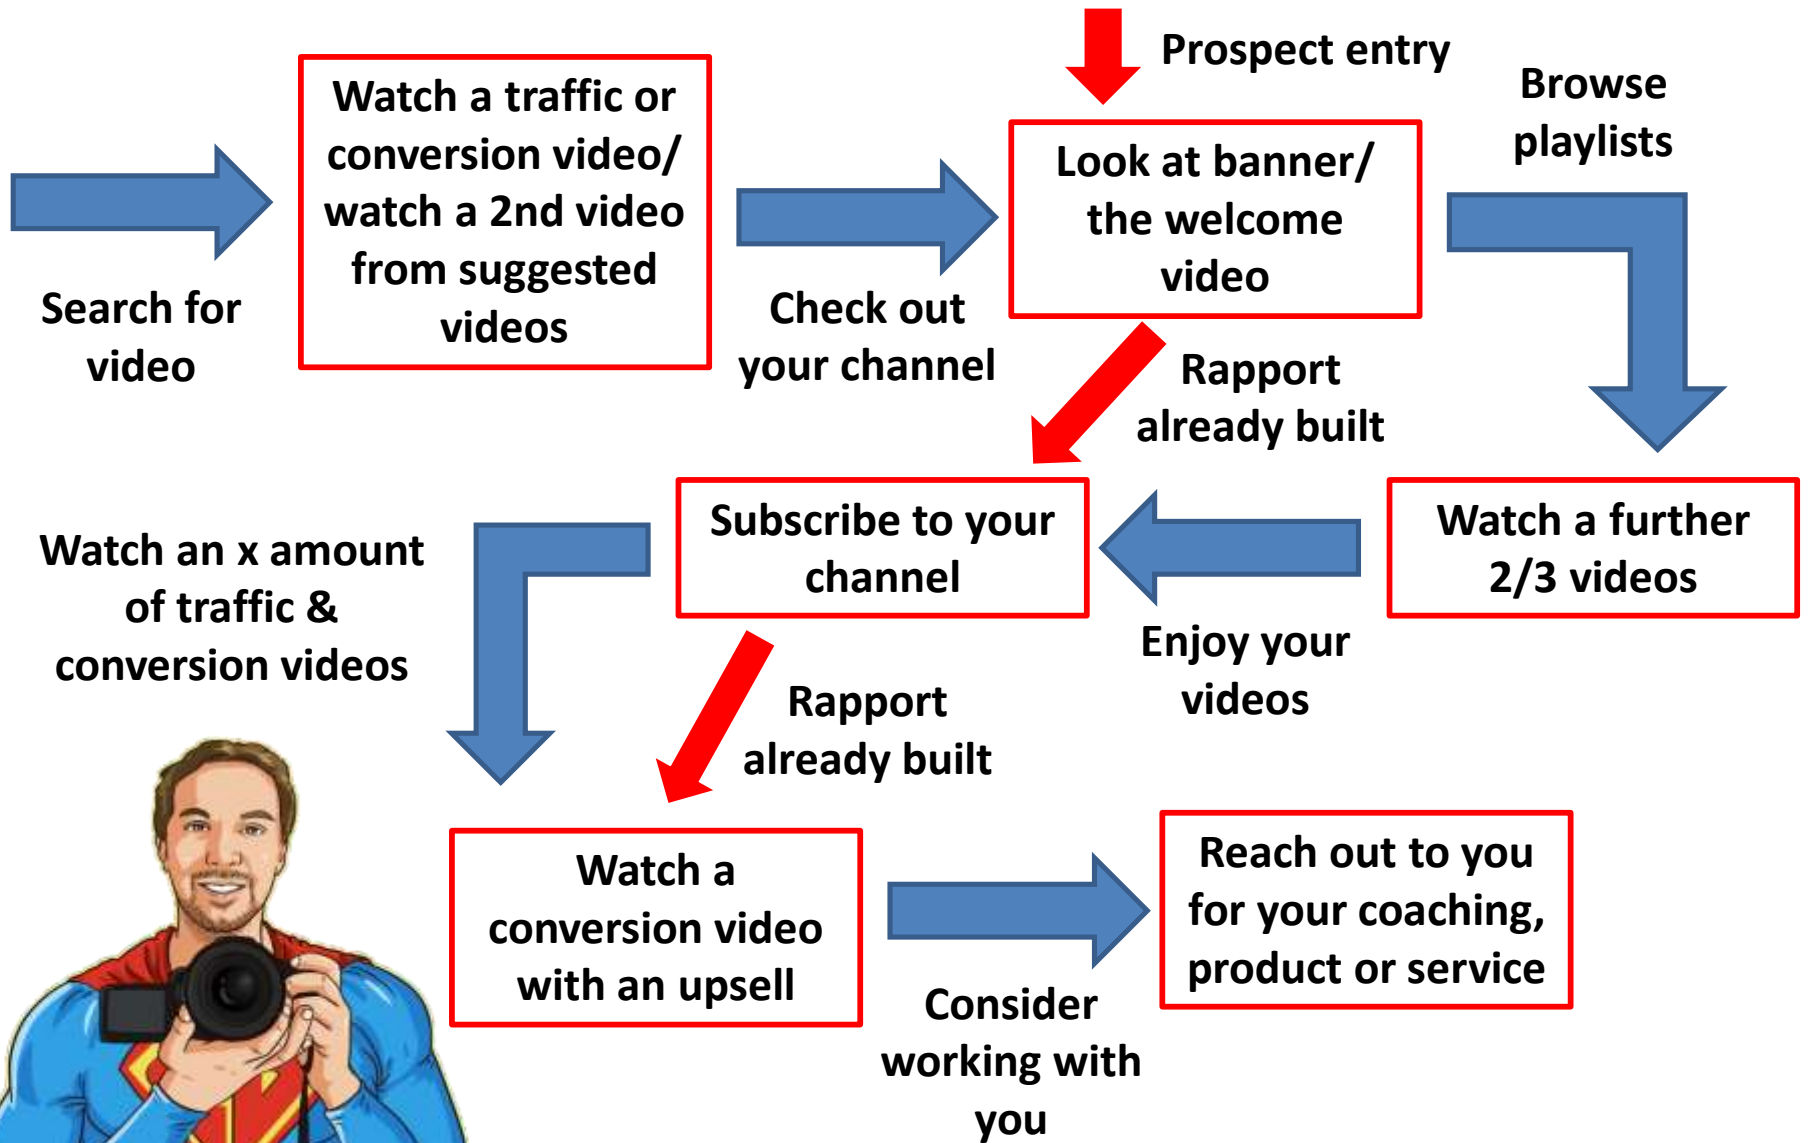 Search for
video
Watch a traffic or
conversion video/
watch a 2nd video
from suggested
videos
Check out
your channel
Prospect entry
Look at banner/
the welcome
video
Browse
playlists
Rapport
already built
Watch a further
2/3 videos
Enjoy your
videos
Subscribe to your
channel
Watch an x amount
of traffic &
conversion videos
Rapport
already built
Watch a
conversion video
with an upsell
Consider
working with
you
Reach out to you
for your coaching,
product or service